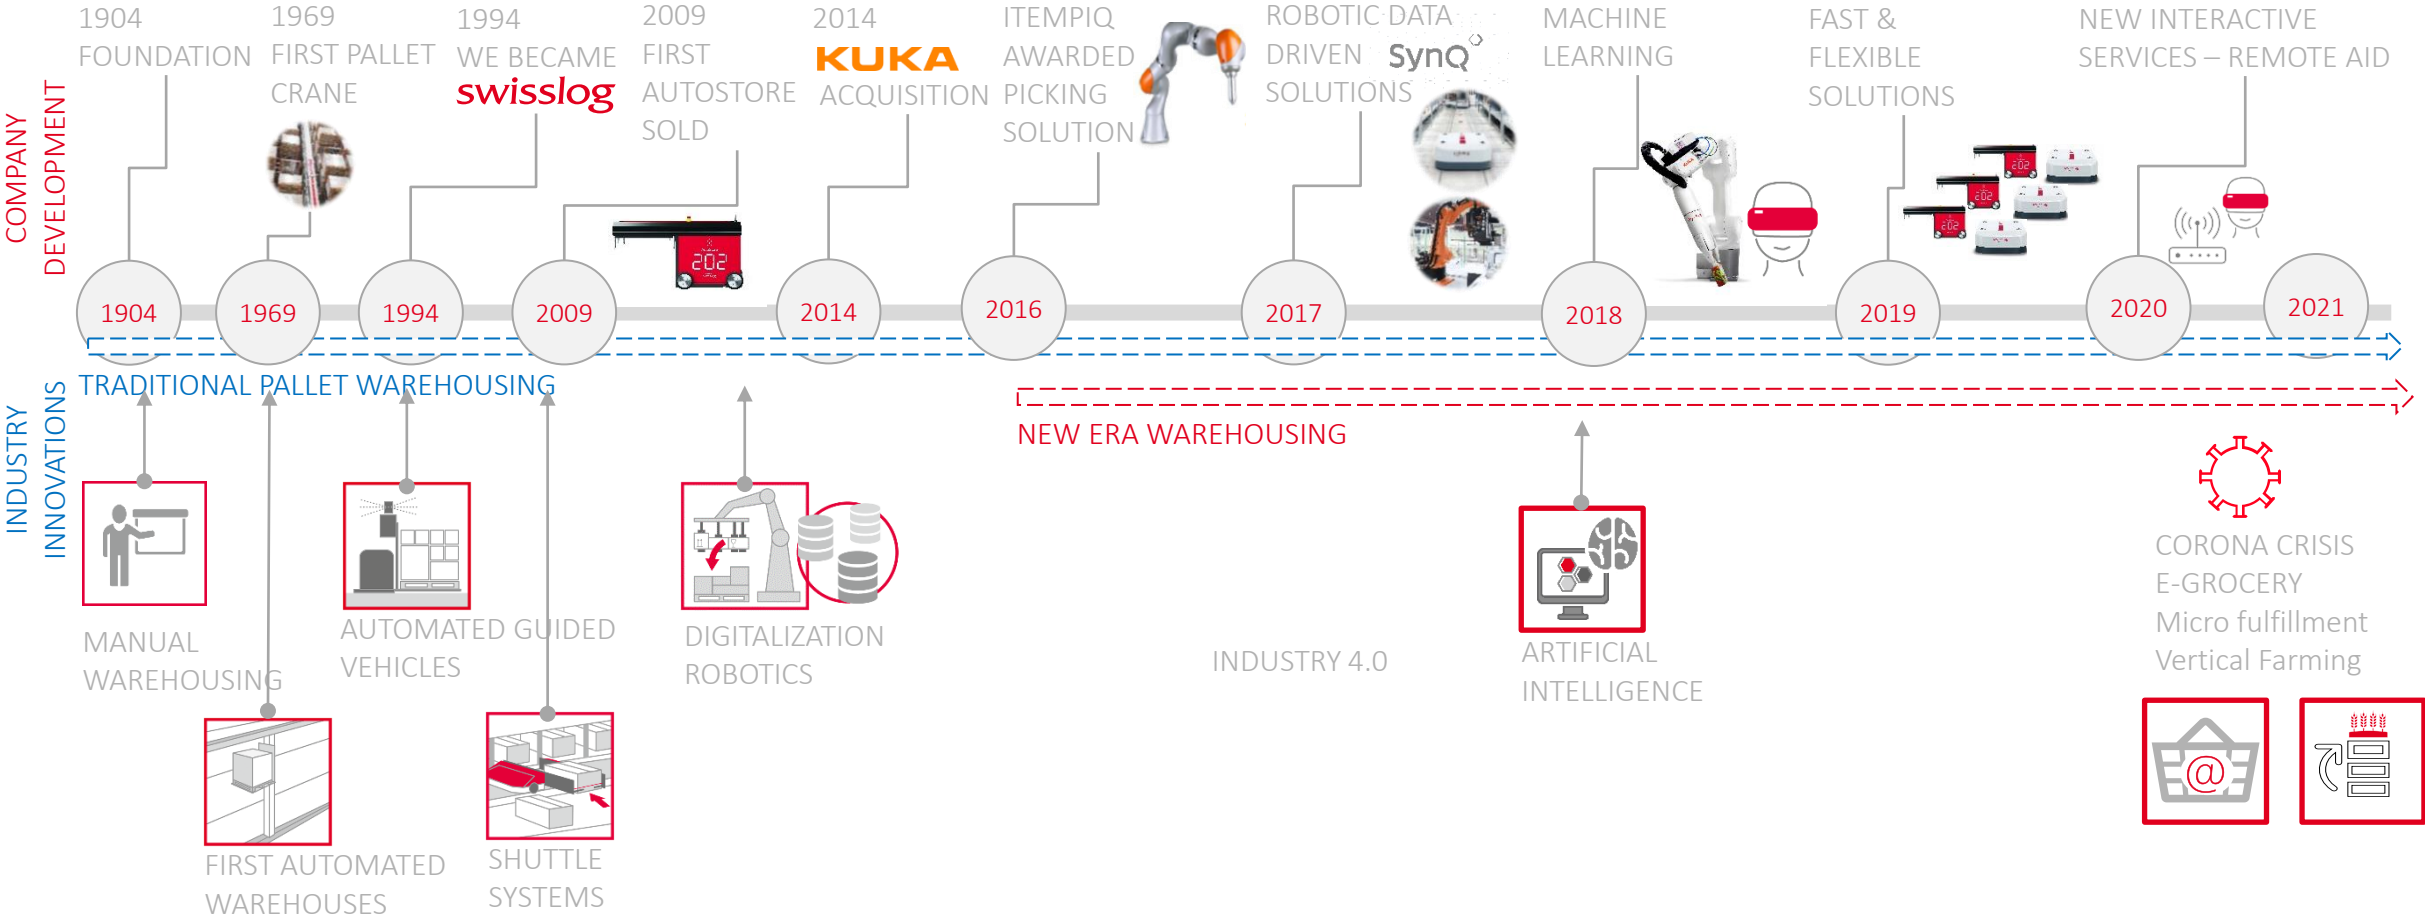 1904
FOUNDATION
1969
FIRST PALLET
CRANE
1994
WE BECAME
swisslog
2009
FIRST
AUTOSTORE
SOLD
2014
KUKA
ACQUISITION
ITEMPIQ
AWARDED
PICKING
SOLUTION
ROBOTIC DATA
DRIVEN
SOLUTIONS
SynQ
MACHINE
LEARNING
FAST &
FLEXIBLE
SOLUTIONS
NEW INTERACTIVE
SERVICES – REMOTE AID
COMPANY
DEVELOPMENT
202
202
202
202
1904
1969
1994
2009
2014
2016
2017
2018
2019
2020
2021
TRADITIONAL PALLET WAREHOUSING
NEW ERA WAREHOUSING
INDUSTRY
INNOVATIONS
MANUAL
WAREHOUSING
FIRST AUTOMATED
WAREHOUSES
AUTOMATED GUIDED
VEHICLES
SHUTTLE
SYSTEMS
DIGITALIZATION
ROBOTICS
INDUSTRY 4.0
ARTIFICIAL
INTELLIGENCE
CORONA CRISIS
E-GROCERY
Micro fulfillment
Vertical Farming
@